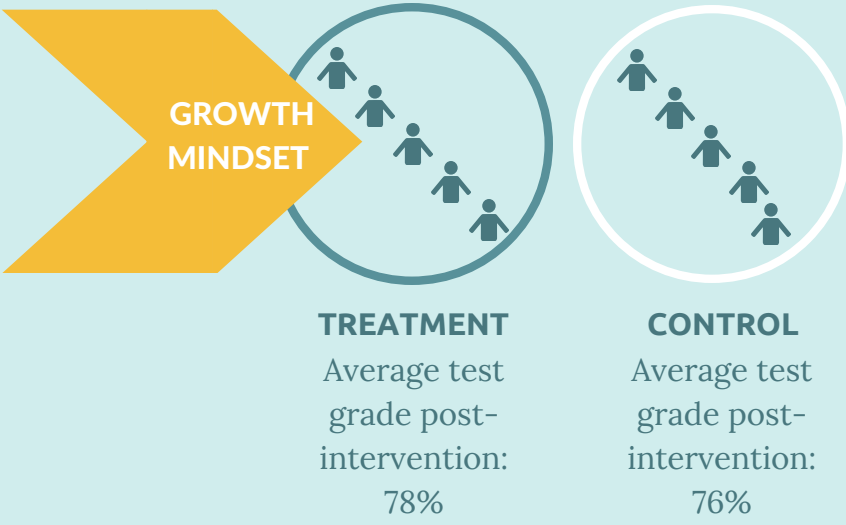 GROWTH
MINDSET
TREATMENT
Average test
grade post-
intervention:
78%
CONTROL
Average test
grade post-
intervention:
76%